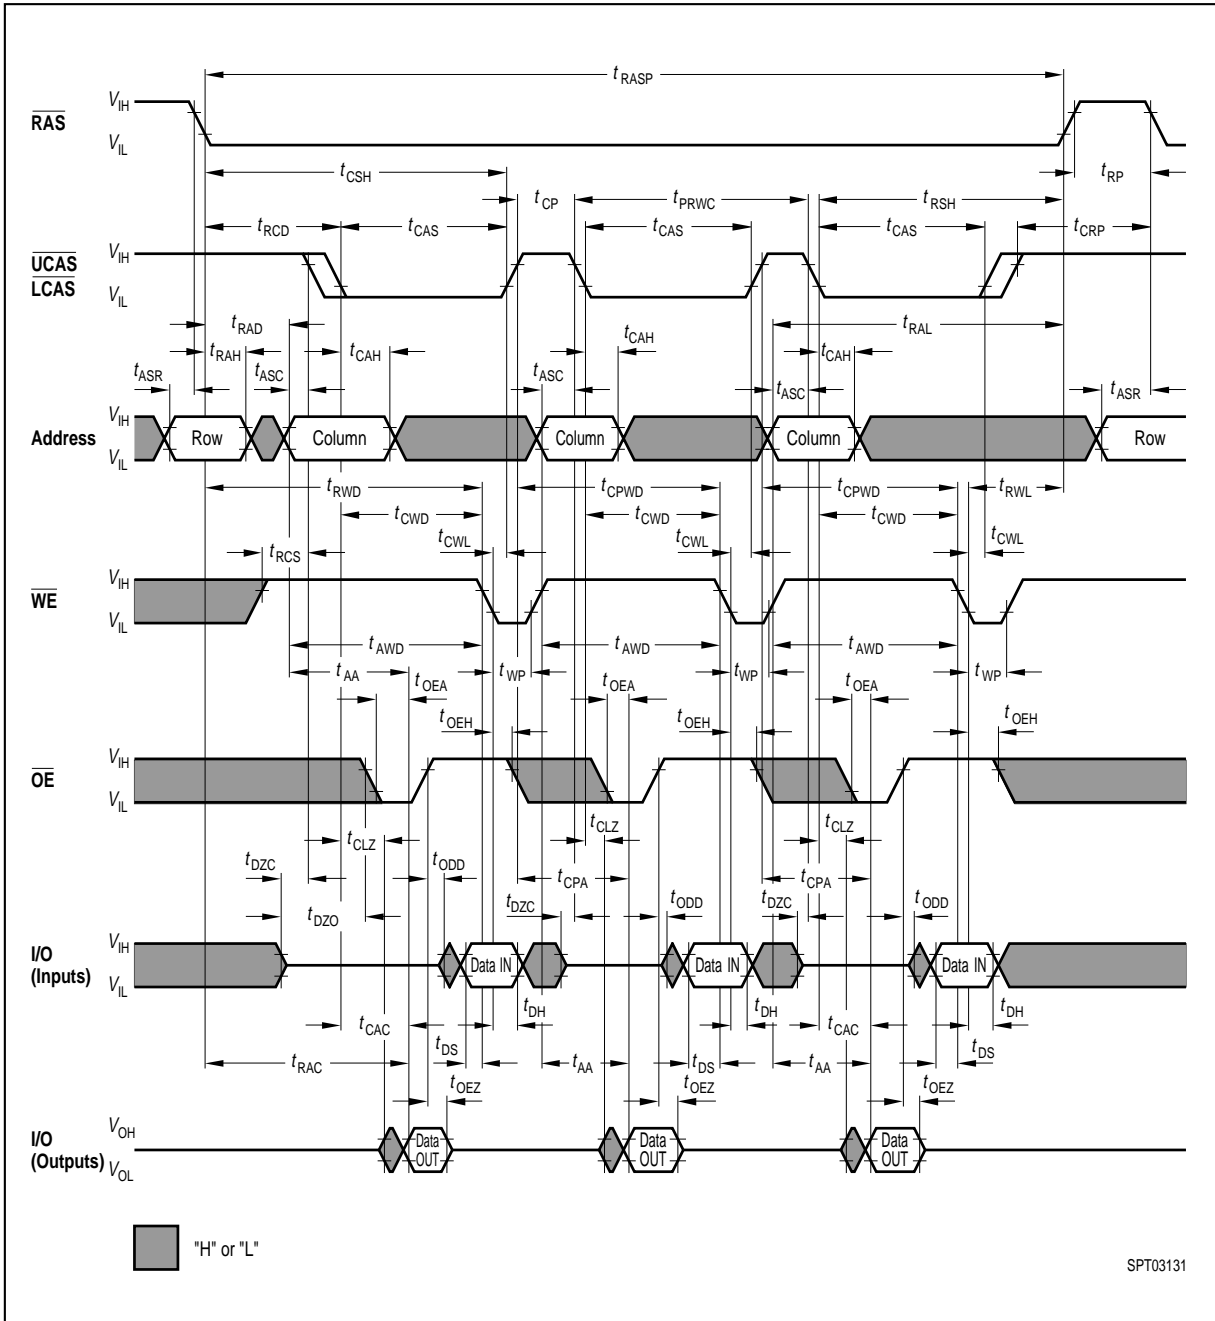 tRASP
RAS VIH
VIL
tCSH tCP tPRWC tRSH tRP
tRCD tCAS tCAS tCAS tCRP
UCAS VIH
LCAS VIL
tRAD tRAL
tRAH tCAH tCAH tCAH
tASR tASC tASC tASC tASR
Address VIH Row Column Column Column Row
VIL
tRWD tCPWD tCPWD tRWL
tCWD tCWD tCWD
tRCS tCWL tCWL tCWL
WE VIH
VIL
tAWD tAWD tAWD
tAA tWP tWP tWP
tOEA tOEA tOEA
tOEH tOEH tOEH
OE VIH
VIL
tCLZ tCLZ tCLZ
tDZC tODD tCPA tODD tCPA tODD
tDZO tDZC tDZC
I/O VIH
(Inputs) VIL Data IN Data IN Data IN
tCAC tDH tDH tCAC tDH
tRAC tDS tAA tDS tAA tDS
tOEZ tOEZ tOEZ
I/O VOH
(Outputs) VOL
Data Data Data
OUT OUT OUT
"H" or "L"
SPT03131